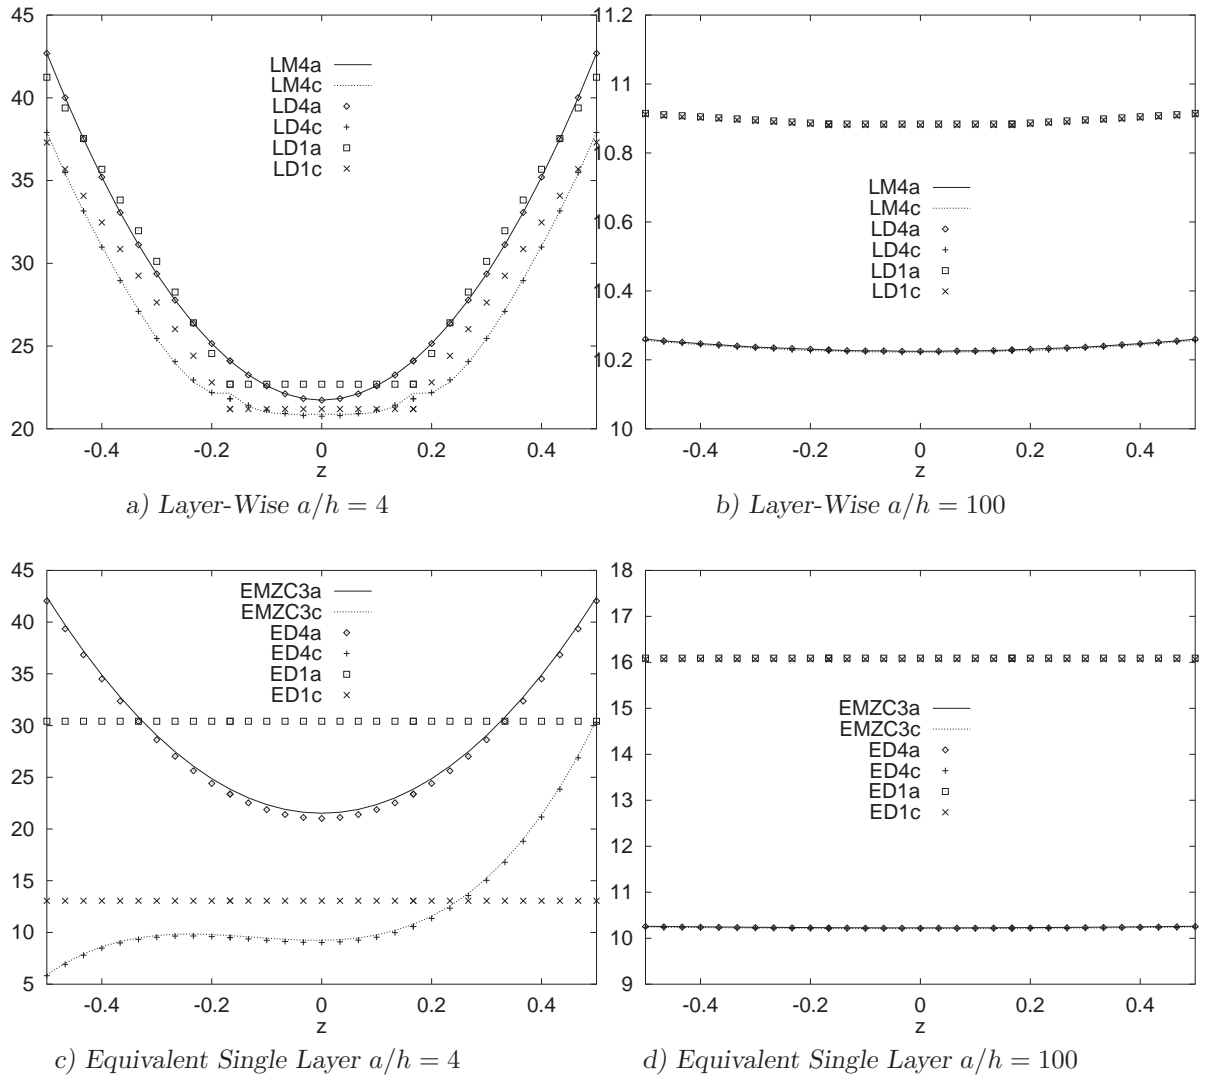 45
40
35
30
25
20
-0.4
-0.2
0
0.2
0.4
z
LM4a
LM4c
LD4a
LD4c
LD1a
LD1c
a) Layer-Wise a/h = 4
11.2
11
10.8
10.6
10.4
10.2
10
-0.4
-0.2
0
0.2
0.4
z
LM4a
LM4c
LD4a
LD4c
LD1a
LD1c
b) Layer-Wise a/h = 100
45
40
35
30
25
20
15
10
5
-0.4
-0.2
0
0.2
0.4
z
EMZC3a
EMZC3c
ED4a
ED4c
ED1a
ED1c
c) Equivalent Single Layer a/h = 4
18
17
16
15
14
13
12
11
10
9
-0.4
-0.2
0
0.2
0.4
z
EMZC3a
EMZC3c
ED4a
ED4c
ED1a
ED1c
d) Equivalent Single Layer a/h = 100